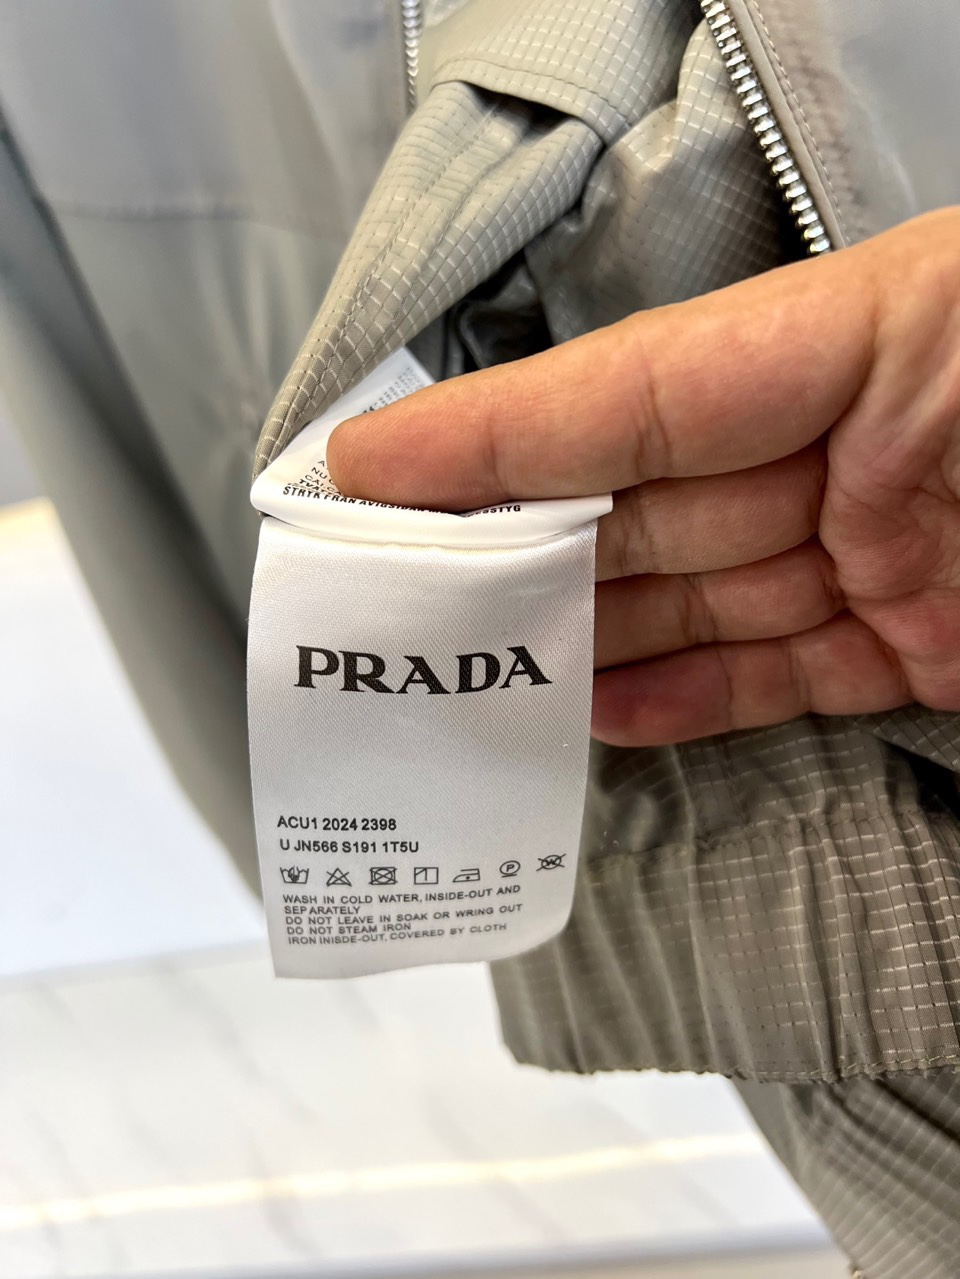 NU
STRYK FRÅN AVIGSIDAN
PRADA
ACU1 2024 2398
U JN566 S191 1T5U
WASH IN COLD WATER, INSIDE-OUT AND
SEPARATELY
DO NOT LEAVE IN SOAK OR WRING OUT
DO NOT STEAM IRON
IRON INISDE-OUT, COVERED BY CLOTH